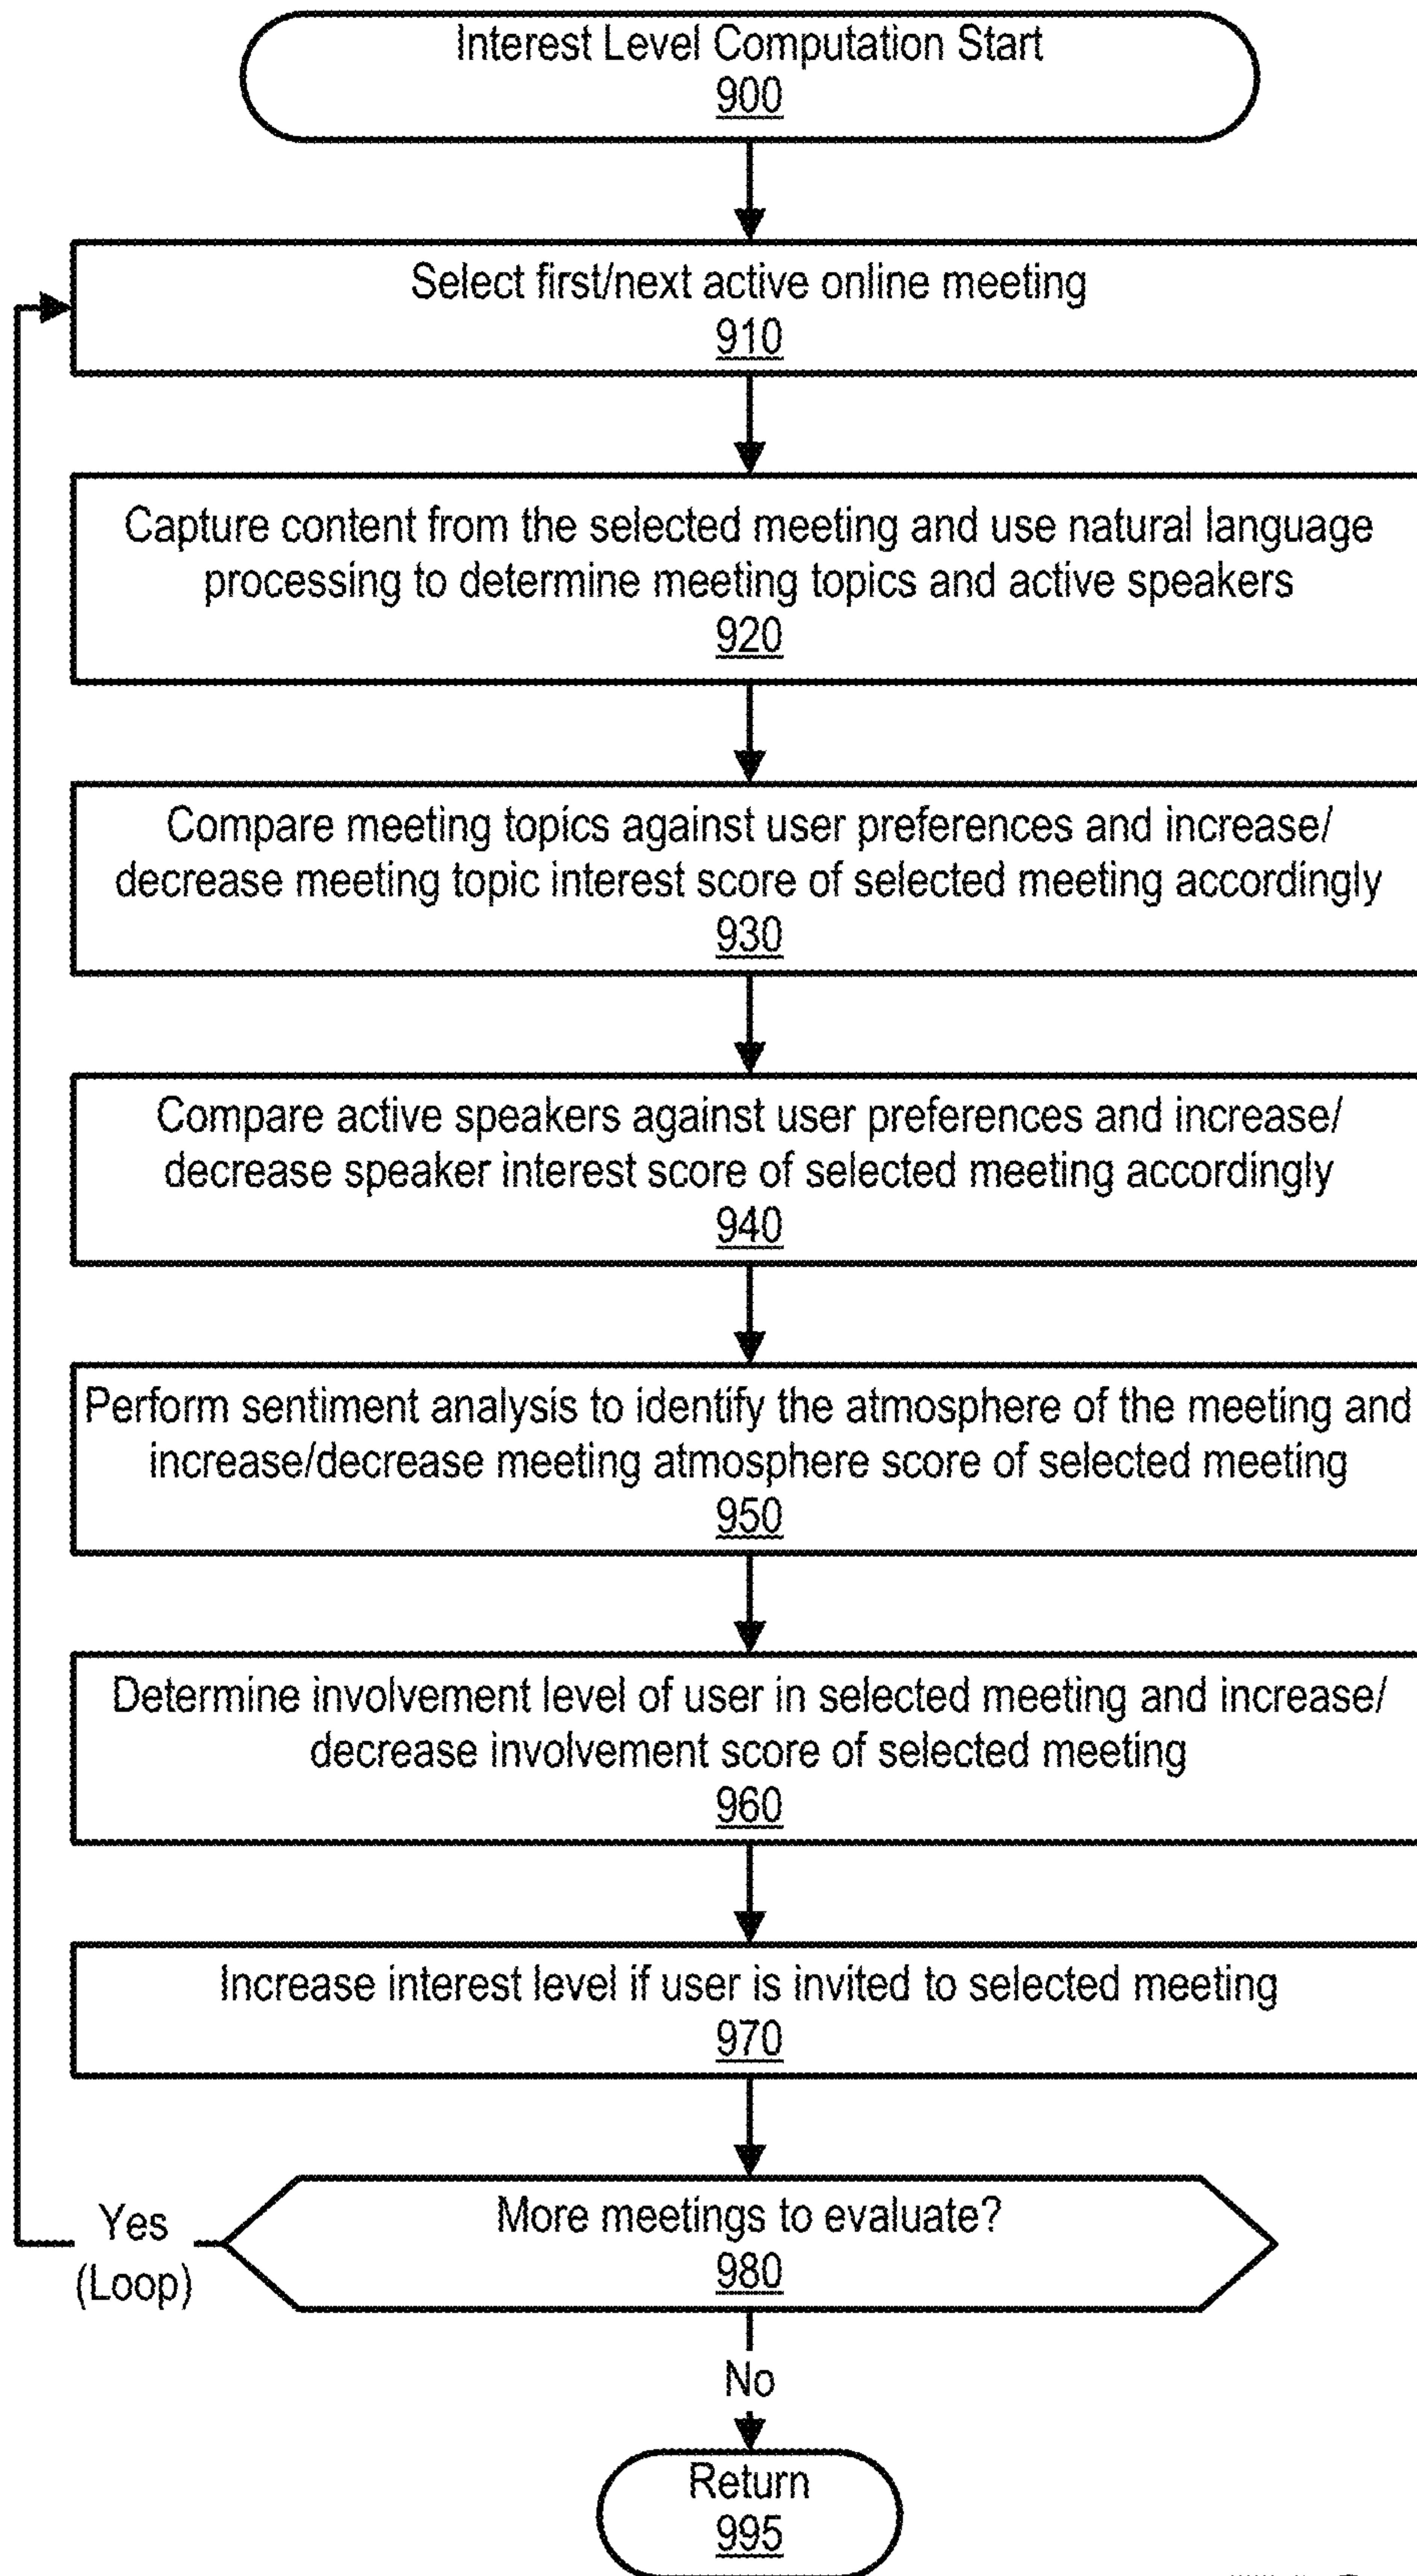 Interest Level Computation Start
900
Select first/next active online meeting
910
Capture content from the selected meeting and use natural language
processing to determine meeting topics and active speakers
920
Compare meeting topics against user preferences and increase/
decrease meeting topic interest score of selected meeting accordingly
930
Compare active speakers against user preferences and increase/
decrease speaker interest score of selected meeting accordingly
940
Perform sentiment analysis to identify the atmosphere of the meeting and
increase/decrease meeting atmosphere score of selected meeting
950
Determine involvement level of user in selected meeting and increase/
decrease involvement score of selected meeting
960
Increase interest level if user is invited to selected meeting
970
More meetings to evaluate?
980
Yes
(Loop)
No
Return
995